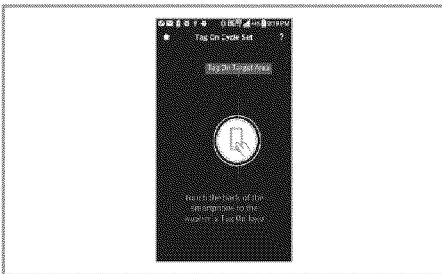 Tag On Cycle Set
?
Tag On Target Area
Touch the back of the
smartphone to the
washer's Tag On logo